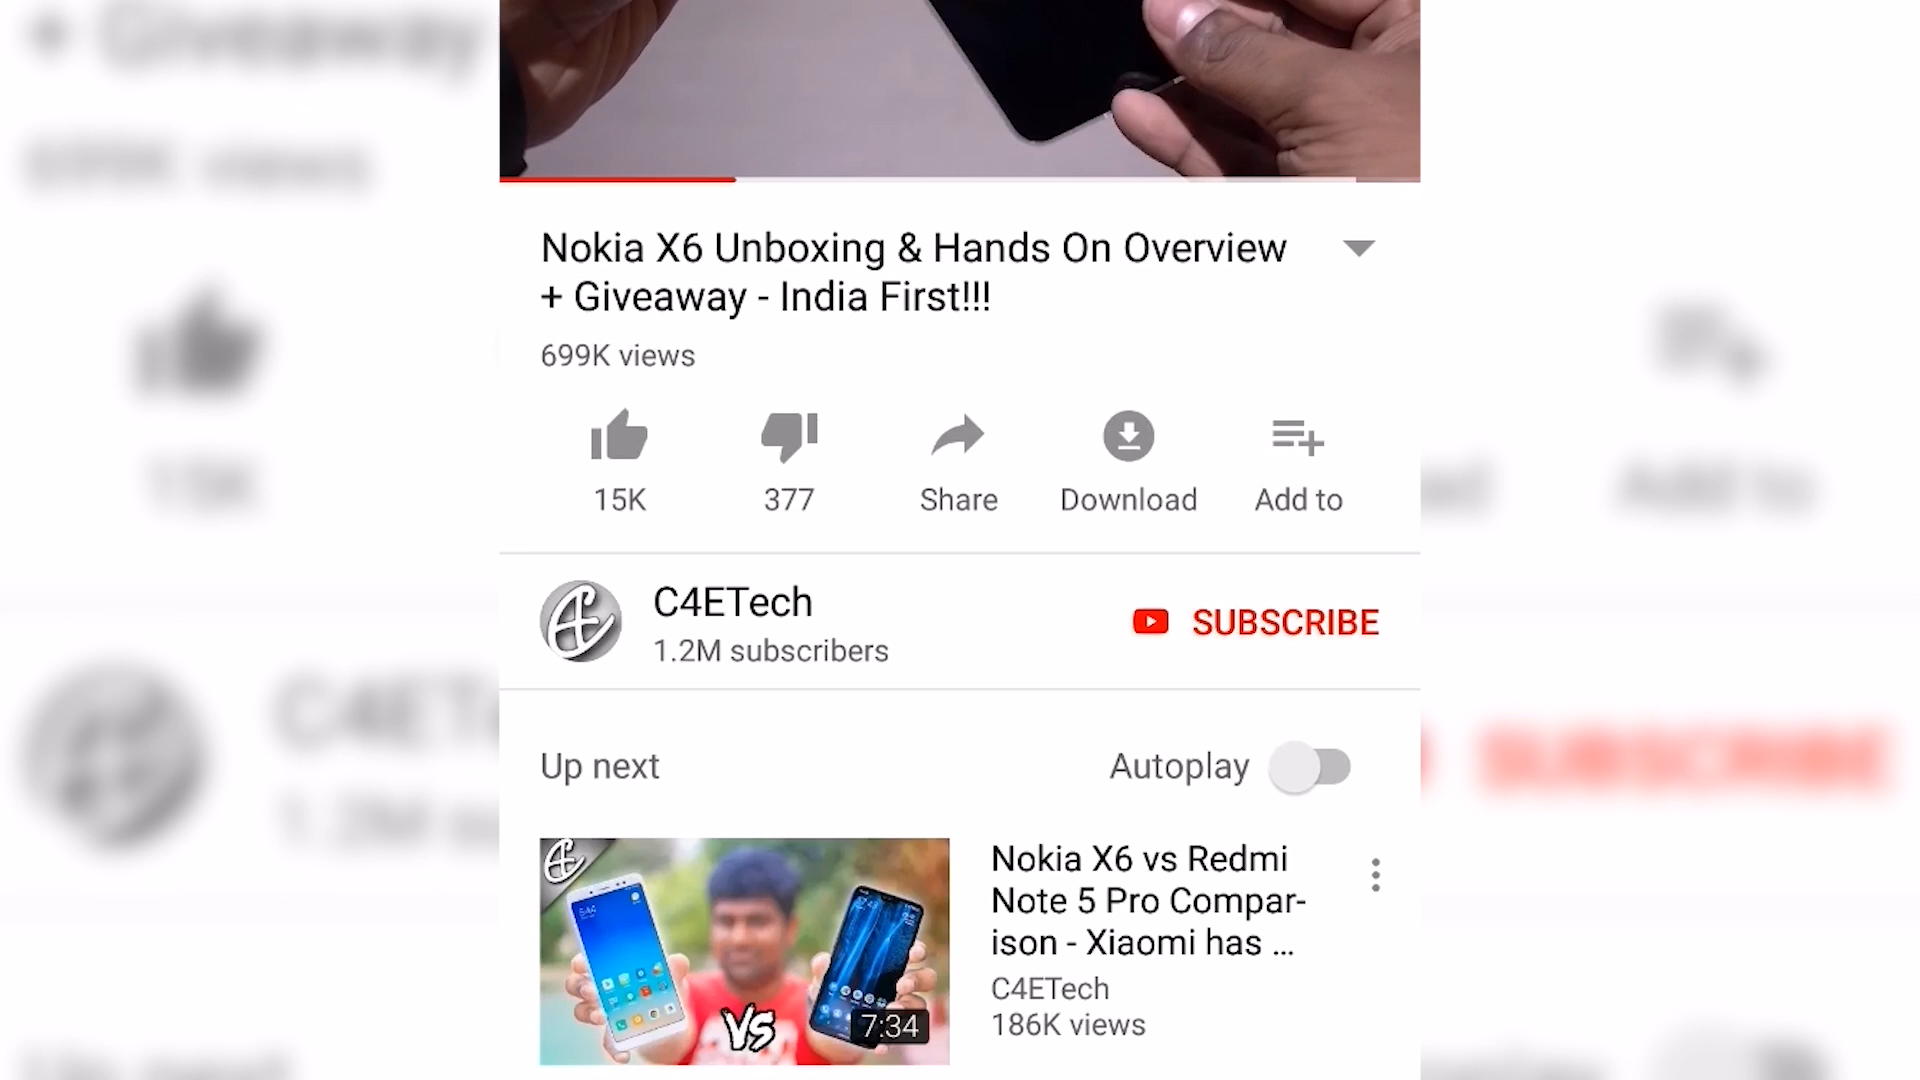 Nokia X6 Unboxing & Hands On Overview
+ Giveaway - India First!!!
699K views
15K
377
Share
Download
Add to
C4ETech
1.2M subscribers
SUBSCRIBE
Up next
Autoplay
VS
7:34
Nokia X6 vs Redmi
Note 5 Pro Compar-
ison - Xiaomi has ...
C4ETech
186K views